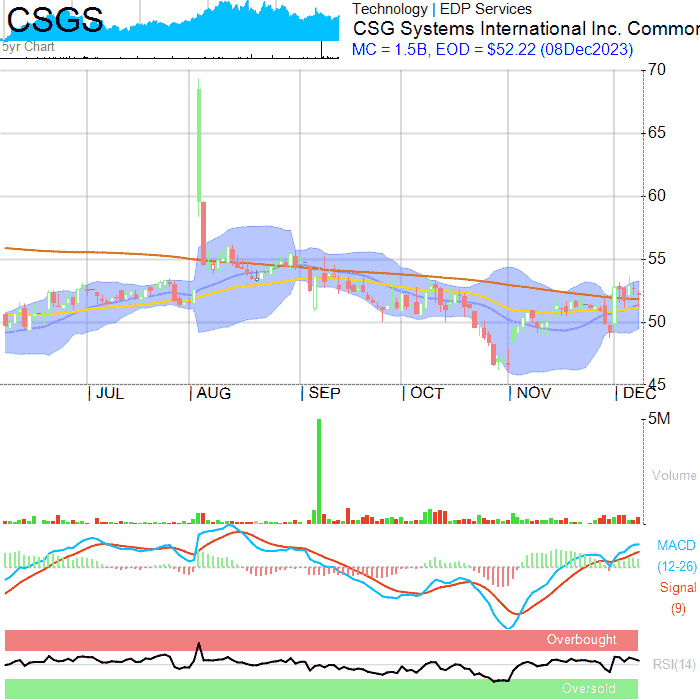 CSGS
5yr Chart
Technology | EDP Services
CSG Systems International Inc. Common
MC = 1.5B, EOD = $52.22 (08Dec2023)
70
65
60
55
50
45
JUL
AUG
SEP
OCT
NOV
DEC
5M
Volume
MACD
(12-26)
Signal
(9)
Overbought
RSI(14)
Oversold